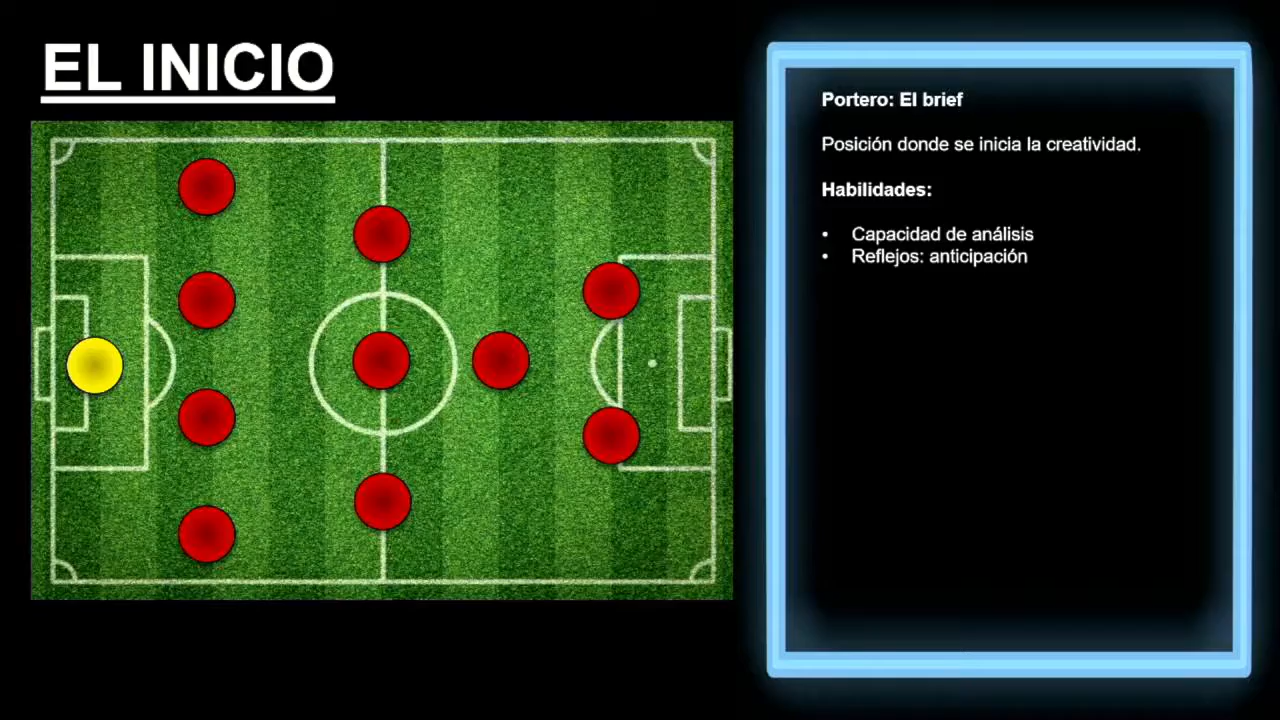 EL INICIO
Portero: El brief
Posición donde se inicia la creatividad.
Habilidades:
• Capacidad de análisis
• Reflejos: anticipación